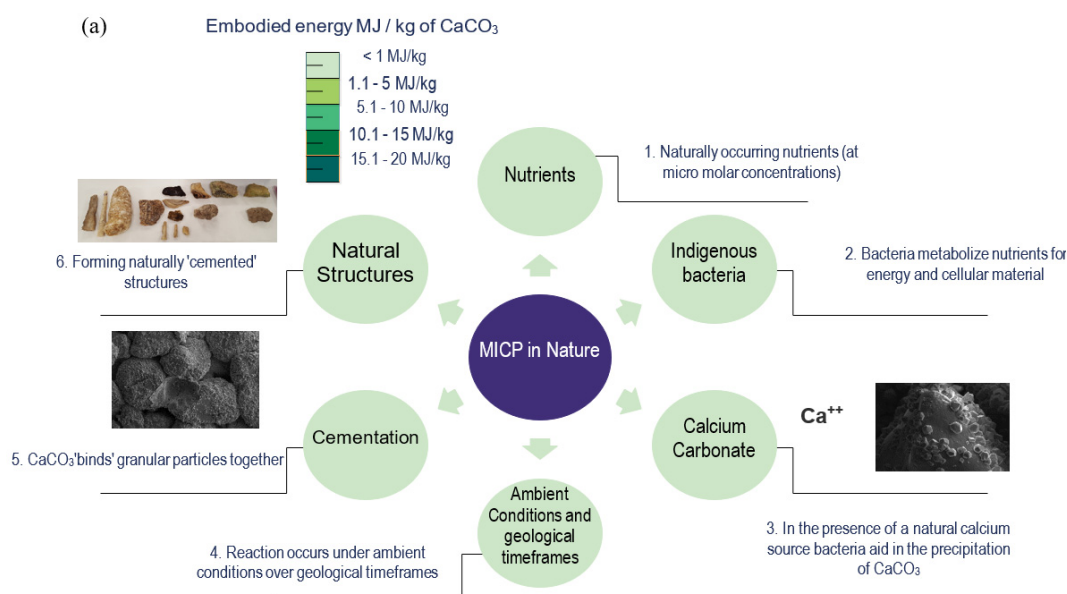 (a)
Embodied energy MJ / kg of CaCO₃
< 1 MJ/kg
1.1 - 5 MJ/kg
5.1 - 10 MJ/kg
10.1 - 15 MJ/kg
15.1 - 20 MJ/kg
Nutrients
1. Naturally occurring nutrients (at
micro molar concentrations)
Indigenous
bacteria
2. Bacteria metabolize nutrients for
energy and cellular material
Natural
Structures
6. Forming naturally 'cemented'
structures
MICP in Nature
Calcium
Carbonate
Ca⁺⁺
3. In the presence of a natural calcium
source bacteria aid in the precipitation
of CaCO₃
Cementation
5. CaCO₃'binds' granular particles together
Ambient
Conditions and
geological
timeframes
4. Reaction occurs under ambient
conditions over geological timeframes